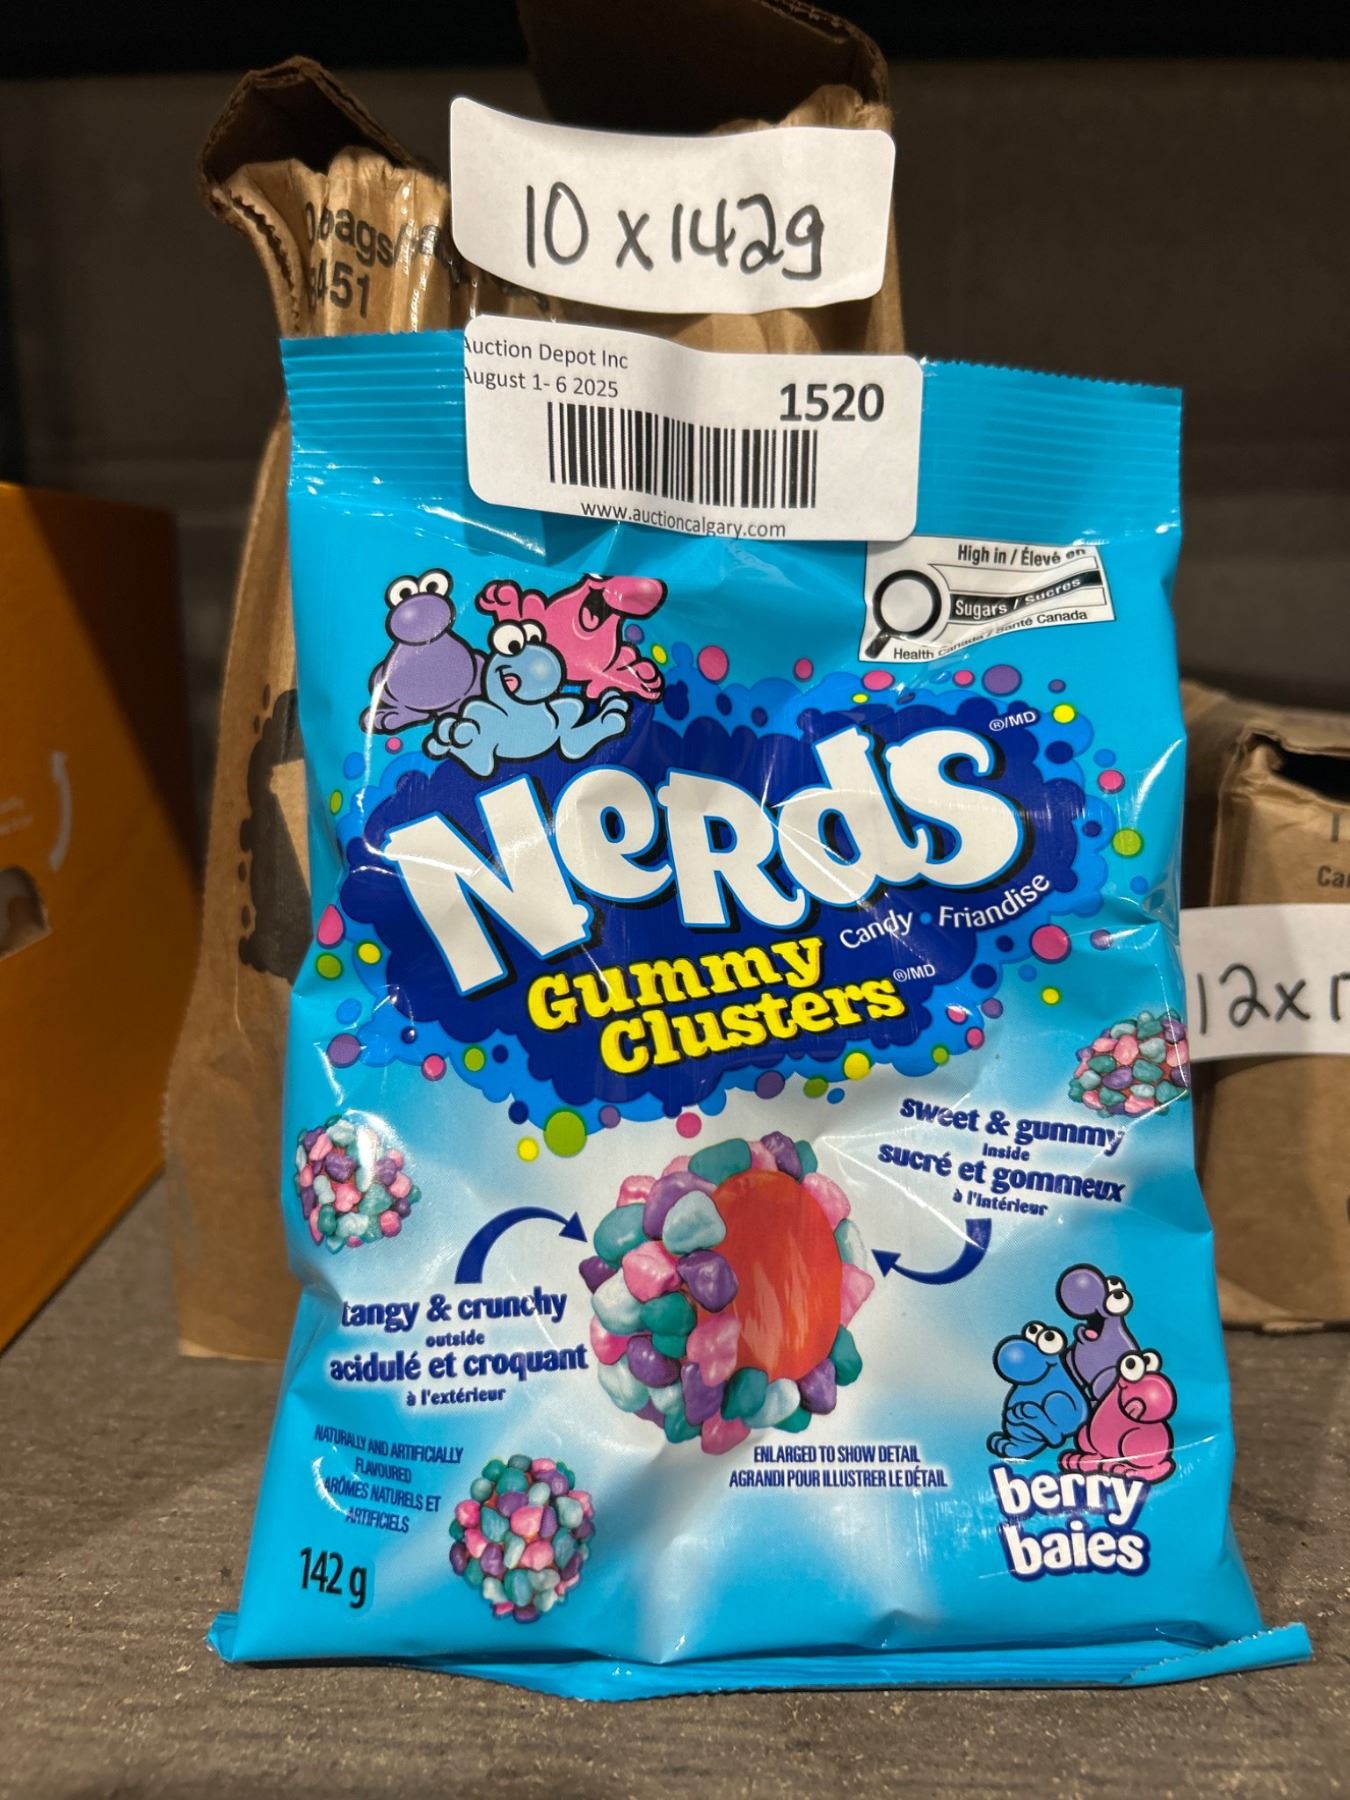 10 x 142g
bags
451
Auction Depot Inc
August 1- 6 2025
1520
www.auctioncalgary.com
High in / Élevé en
Sugars / Sucres
Health Canada / Santé Canada
Nerds ®/MD
Candy • Friandise
Gummy
Clusters ®/MD
12x
sweet & gummy
inside
sucré et gommeux
à l'intérieur
tangy & crunchy
outside
acidulé et croquant
à l'extérieur
NATURALLY AND ARTIFICIALLY
FLAVOURED
ARÔMES NATURELS ET
ARTIFICIELS
ENLARGED TO SHOW DETAIL
AGRANDI POUR ILLUSTRER LE DÉTAIL
berry
baies
142 g